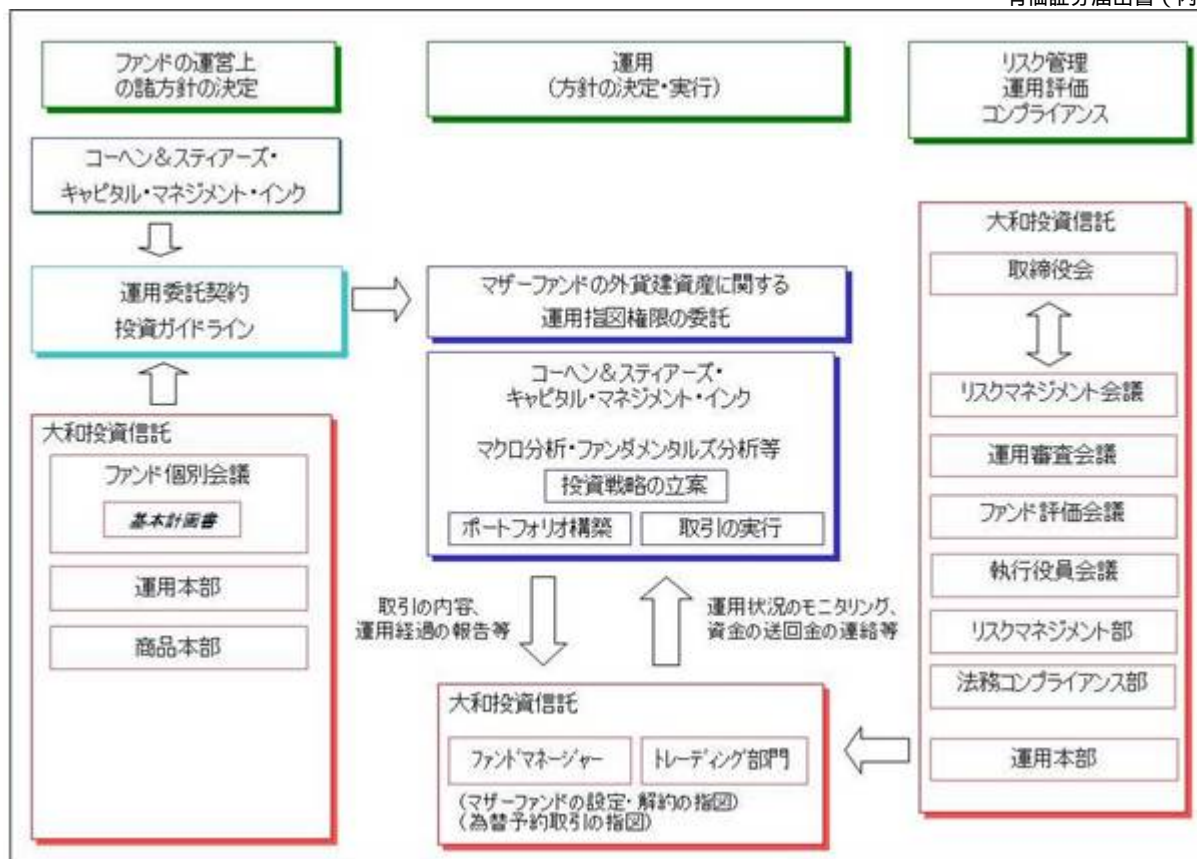 有価証券届出書（内
ファンドの運営上
の諸方針の決定
運用
(方針の決定・実行)
リスク管理
運用評価
コンプライアンス
コーヘン&スティアーズ・
キャピタル・マネジメント・インク
運用委託契約
投資ガイドライン
大和投資信託
ファンド個別会議
基本計画書
運用本部
商品本部
マザーファンドの外貨建資産に関する
運用指図権限の委託
コーヘン&スティアーズ・
キャピタル・マネジメント・インク
マクロ分析・ファンダメンタルズ分析等
投資戦略の立案
ポートフォリオ構築
取引の実行
取引の内容、
運用経過の報告等
運用状況のモニタリング、
資金の送回金の連絡等
大和投資信託
ファンドマネージャー
トレーディング部門
(マザーファンドの設定・解約の指図)
(為替予約取引の指図)
大和投資信託
取締役会
リスクマネジメント会議
運用審査会議
ファンド評価会議
執行役員会議
リスクマネジメント部
法務コンプライアンス部
運用本部